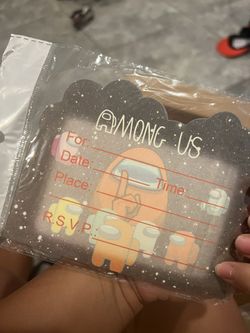 AMONG US
For:
Date: Time
Place:
R.S.V.P.